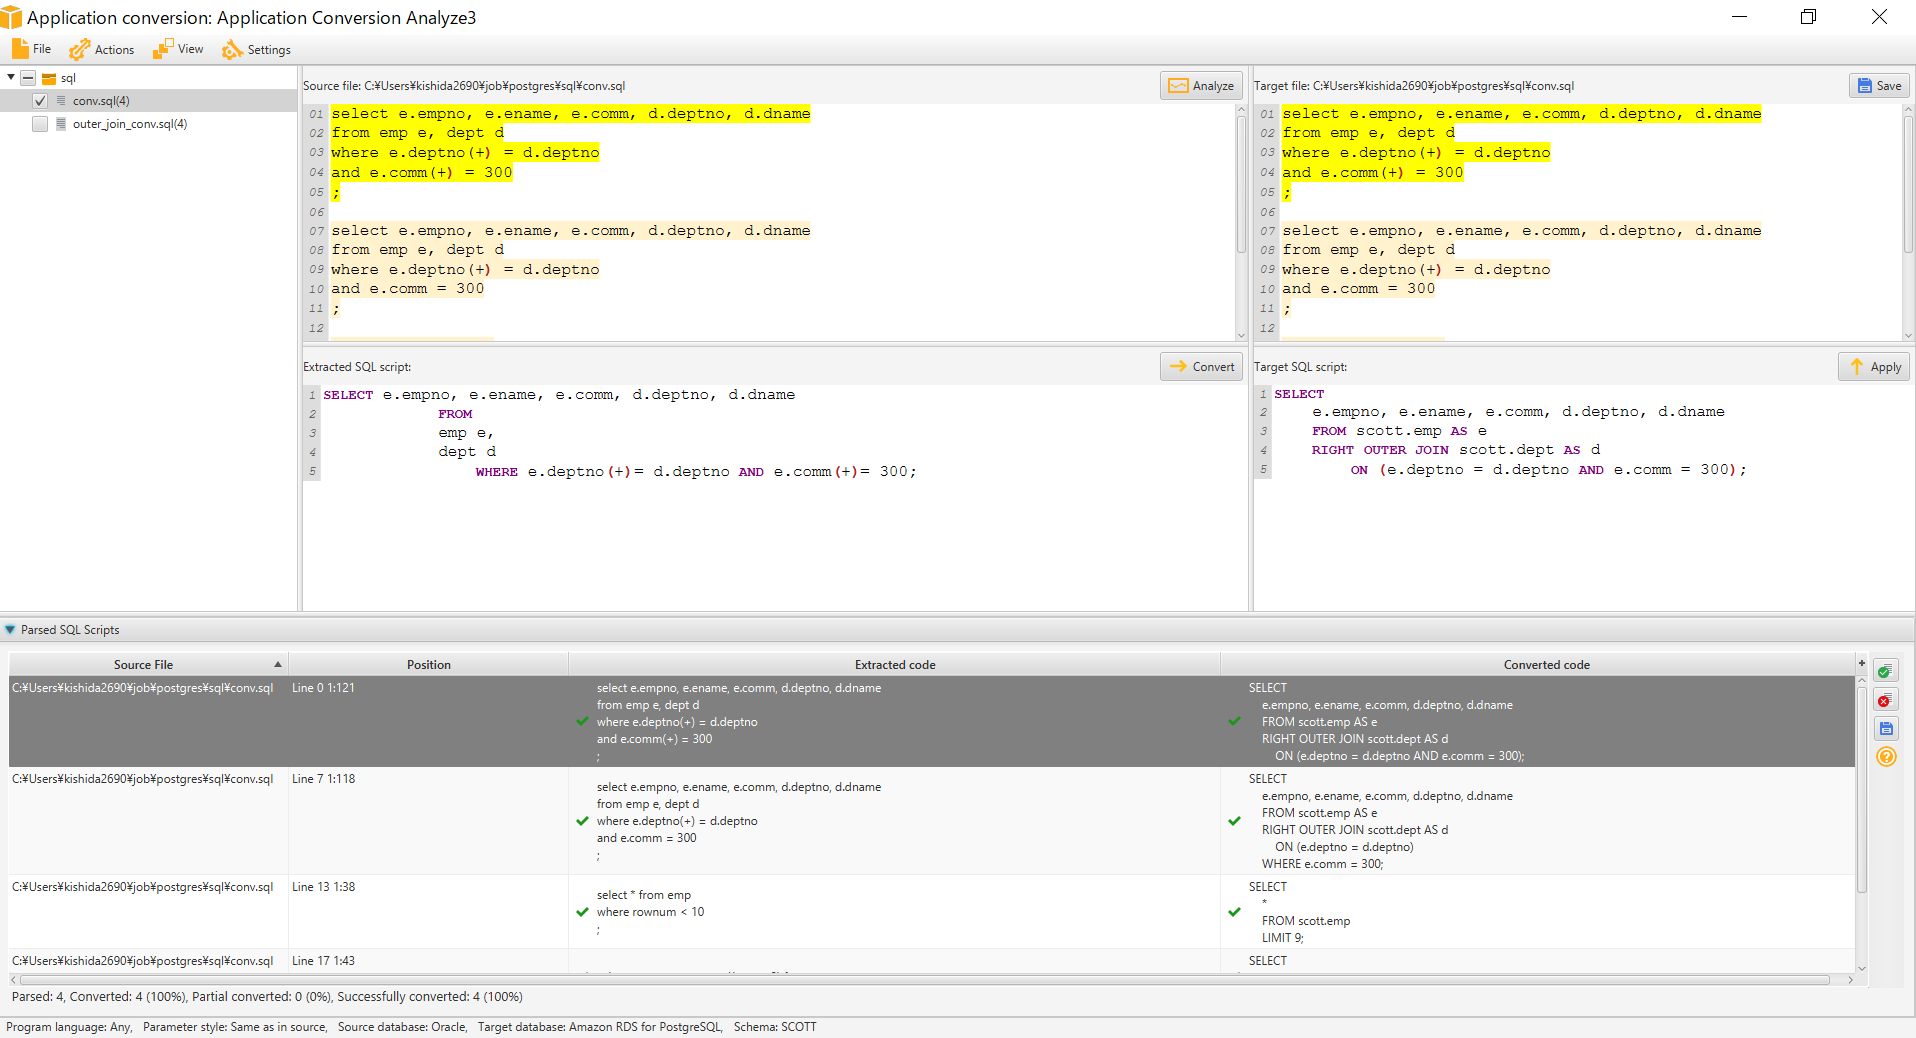 Application conversion: Application Conversion Analyze3
File Actions View Settings
sql
conv.sql(4)
outer_join_conv.sql(4)
Source file: C:¥Users¥kishida2690¥job¥postgres¥sql¥conv.sql
Analyze
01 select e.empno, e.ename, e.comm, d.deptno, d.dname
02 from emp e, dept d
03 where e.deptno(+) = d.deptno
04 and e.comm(+) = 300
05 ;
06
07 select e.empno, e.ename, e.comm, d.deptno, d.dname
08 from emp e, dept d
09 where e.deptno(+) = d.deptno
10 and e.comm = 300
11 ;
12
Target file: C:¥Users¥kishida2690¥job¥postgres¥sql¥conv.sql
Save
01 select e.empno, e.ename, e.comm, d.deptno, d.dname
02 from emp e, dept d
03 where e.deptno(+) = d.deptno
04 and e.comm(+) = 300
05 ;
06
07 select e.empno, e.ename, e.comm, d.deptno, d.dname
08 from emp e, dept d
09 where e.deptno(+) = d.deptno
10 and e.comm = 300
11 ;
12
Extracted SQL script:
Convert
1 SELECT e.empno, e.ename, e.comm, d.deptno, d.dname
2 FROM
3 emp e,
4 dept d
5 WHERE e.deptno(+)= d.deptno AND e.comm(+)= 300;
Target SQL script:
Apply
1 SELECT
2 e.empno, e.ename, e.comm, d.deptno, d.dname
3 FROM scott.emp AS e
4 RIGHT OUTER JOIN scott.dept AS d
5 ON (e.deptno = d.deptno AND e.comm = 300);
Parsed SQL Scripts
Source File Position Extracted code Converted code +
C:¥Users¥kishida2690¥job¥postgres¥sql¥conv.sql Line 0 1:121
select e.empno, e.ename, e.comm, d.deptno, d.dname
from emp e, dept d
where e.deptno(+) = d.deptno
and e.comm(+) = 300
;
SELECT
e.empno, e.ename, e.comm, d.deptno, d.dname
FROM scott.emp AS e
RIGHT OUTER JOIN scott.dept AS d
ON (e.deptno = d.deptno AND e.comm = 300);
C:¥Users¥kishida2690¥job¥postgres¥sql¥conv.sql Line 7 1:118
select e.empno, e.ename, e.comm, d.deptno, d.dname
from emp e, dept d
where e.deptno(+) = d.deptno
and e.comm = 300
;
SELECT
e.empno, e.ename, e.comm, d.deptno, d.dname
FROM scott.emp AS e
RIGHT OUTER JOIN scott.dept AS d
ON (e.deptno = d.deptno)
WHERE e.comm = 300;
C:¥Users¥kishida2690¥job¥postgres¥sql¥conv.sql Line 13 1:38
select * from emp
where rownum < 10
;
SELECT
*
FROM scott.emp
LIMIT 9;
C:¥Users¥kishida2690¥job¥postgres¥sql¥conv.sql Line 17 1:43
SELECT
Parsed: 4, Converted: 4 (100%), Partial converted: 0 (0%), Successfully converted: 4 (100%)
Program language: Any, Parameter style: Same as in source, Source database: Oracle, Target database: Amazon RDS for PostgreSQL, Schema: SCOTT